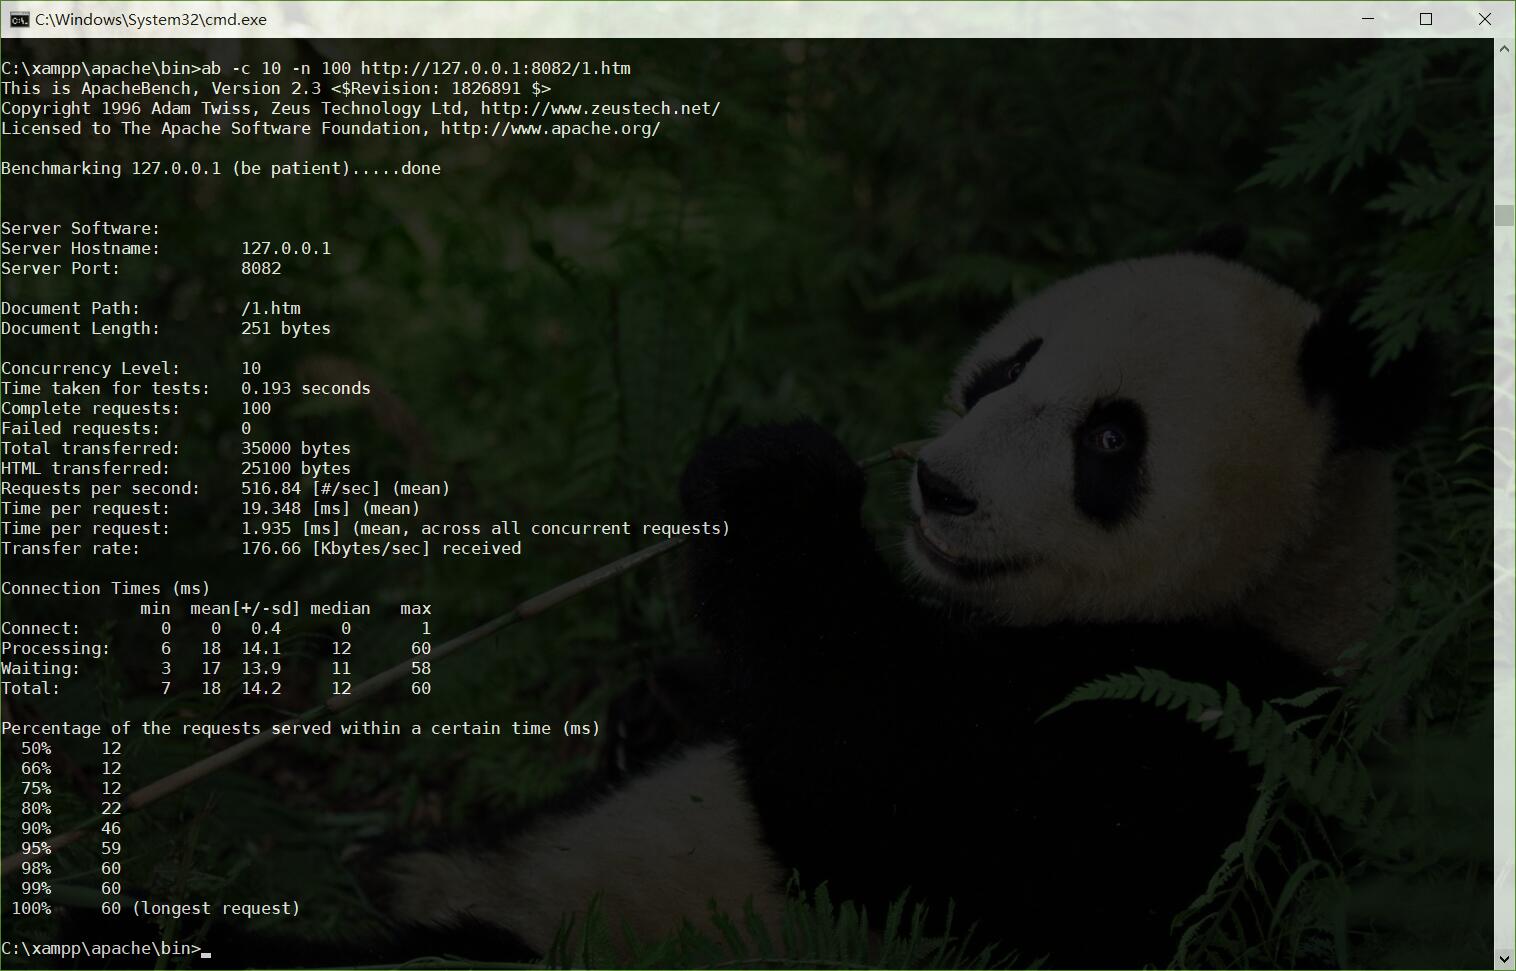 C:\Windows\System32\cmd.exe
C:\xampp\apache\bin>ab -c 10 -n 100 http://127.0.0.1:8082/1.htm
This is ApacheBench, Version 2.3 <$Revision: 1826891 $>
Copyright 1996 Adam Twiss, Zeus Technology Ltd, http://www.zeustech.net/
Licensed to The Apache Software Foundation, http://www.apache.org/
Benchmarking 127.0.0.1 (be patient).....done
Server Software:
Server Hostname:        127.0.0.1
Server Port:            8082
Document Path:          /1.htm
Document Length:        251 bytes
Concurrency Level:      10
Time taken for tests:   0.193 seconds
Complete requests:      100
Failed requests:        0
Total transferred:      35000 bytes
HTML transferred:       25100 bytes
Requests per second:    516.84 [#/sec] (mean)
Time per request:       19.348 [ms] (mean)
Time per request:       1.935 [ms] (mean, across all concurrent requests)
Transfer rate:          176.66 [Kbytes/sec] received
Connection Times (ms)
              min  mean[+/-sd] median   max
Connect:        0    0   0.4      0       1
Processing:     6   18  14.1     12      60
Waiting:        3   17  13.9     11      58
Total:          7   18  14.2     12      60
Percentage of the requests served within a certain time (ms)
  50%     12
  66%     12
  75%     12
  80%     22
  90%     46
  95%     59
  98%     60
  99%     60
 100%     60 (longest request)
C:\xampp\apache\bin>